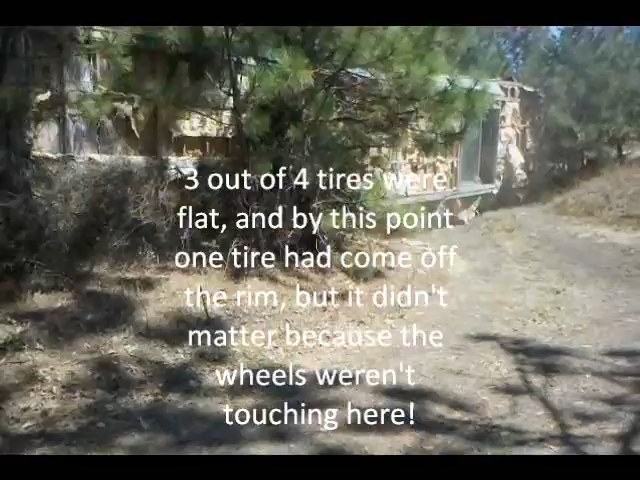 3 out of 4 tires were
flat, and by this point
one tire had come off
the rim, but it didn't
matter because the
wheels weren't
touching here!